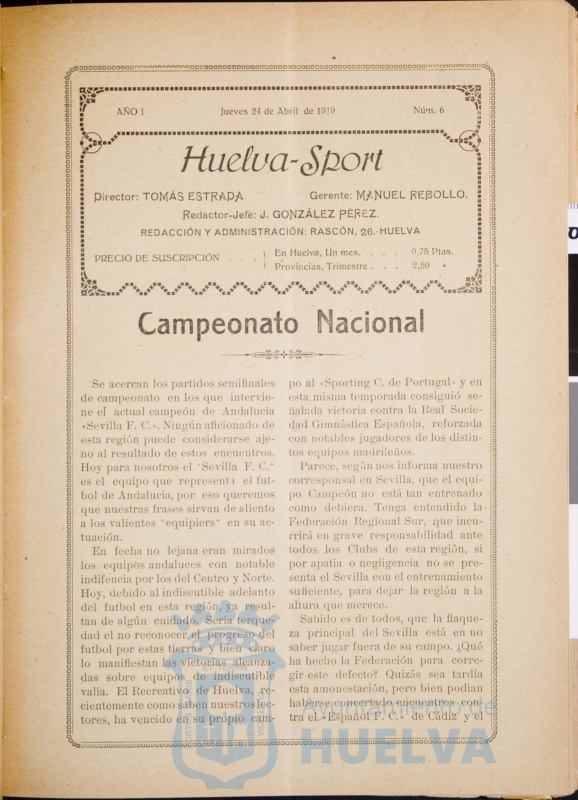 AÑO I
Jueves 24 de Abril de 1919
Núm. 6
Huelva-Sport
Director: TOMÁS ESTRADA.
Gerente: MANUEL REBOLLO.
Redactor-Jefe: J. GONZÁLEZ PÉREZ.
REDACCIÓN Y ADMINISTRACIÓN: RASCÓN, 26.-HUELVA
PRECIO DE SUSCRIPCIÓN . . . .
En Huelva, Un mes. . . . 0,75 Ptas.
Provincias, Trimestre . . . 2,50 »
Campeonato Nacional
Se acercan los partidos semifinales
de campeonato en los que intervie-
ne el actual campeón de Andalucía
«Sevilla F. C.». Ningún aficionado de
esta región puede considerarse aje-
no al resultado de estos encuentros.
Hoy para nosotros el "Sevilla F. C."
es el equipo que representa el fut-
bol de Andalucía, por eso queremos
que nuestras frases sirvan de aliento
a los valientes "equipiers" en su ac-
tuación.
En fecha no lejana eran mirados
los equipos andaluces con notable
indifencia por los del Centro y Norte.
Hoy, debido al indiscutible adelanto
del futbol en esta región ya resul-
tan de algún cuidado. Sería terque-
dad el no reconocer el progreso del
futbol por estas tierras y bien claro
lo manifiestan las victorias alcanza-
das sobre equipos de indiscutible
valía. El Recreativo de Huelva, re-
cientemente como saben nuestros lec-
tores, ha vencido en su propio cam-
po al «Sporting C. de Portugal» y en
esta misma temporada consiguió se-
ñalada victoria contra la Real Socie-
dad Gimnástica Española, reforzada
con notables jugadores de los distin-
tos equipos madrileños.
Parece, según nos informa nuestro
corresponsal en Sevilla, que el equi-
po Campeón no está tan entrenado
como debiera. Tenga entendido la
Federación Regional Sur, que incu-
rrirá en grave responsabilidad ante
todos los Clubs de esta región, si
por apatía o negligencia no se pre-
senta el Sevilla con el entrenamiento
suficiente, para dejar la región a la
altura que merece.
Sabido es de todos, que la flaque-
za principal del Sevilla está en no
saber jugar fuera de su campo. ¿Qué
ha hecho la Federación para corre-
gir este defecto? Quizás sea tardía
esta amonestación, pero bien podían
haberse concertado encuentros con-
tra el «Español F. C.» de Cádiz y el
Ayuntamiento de
HUELVA